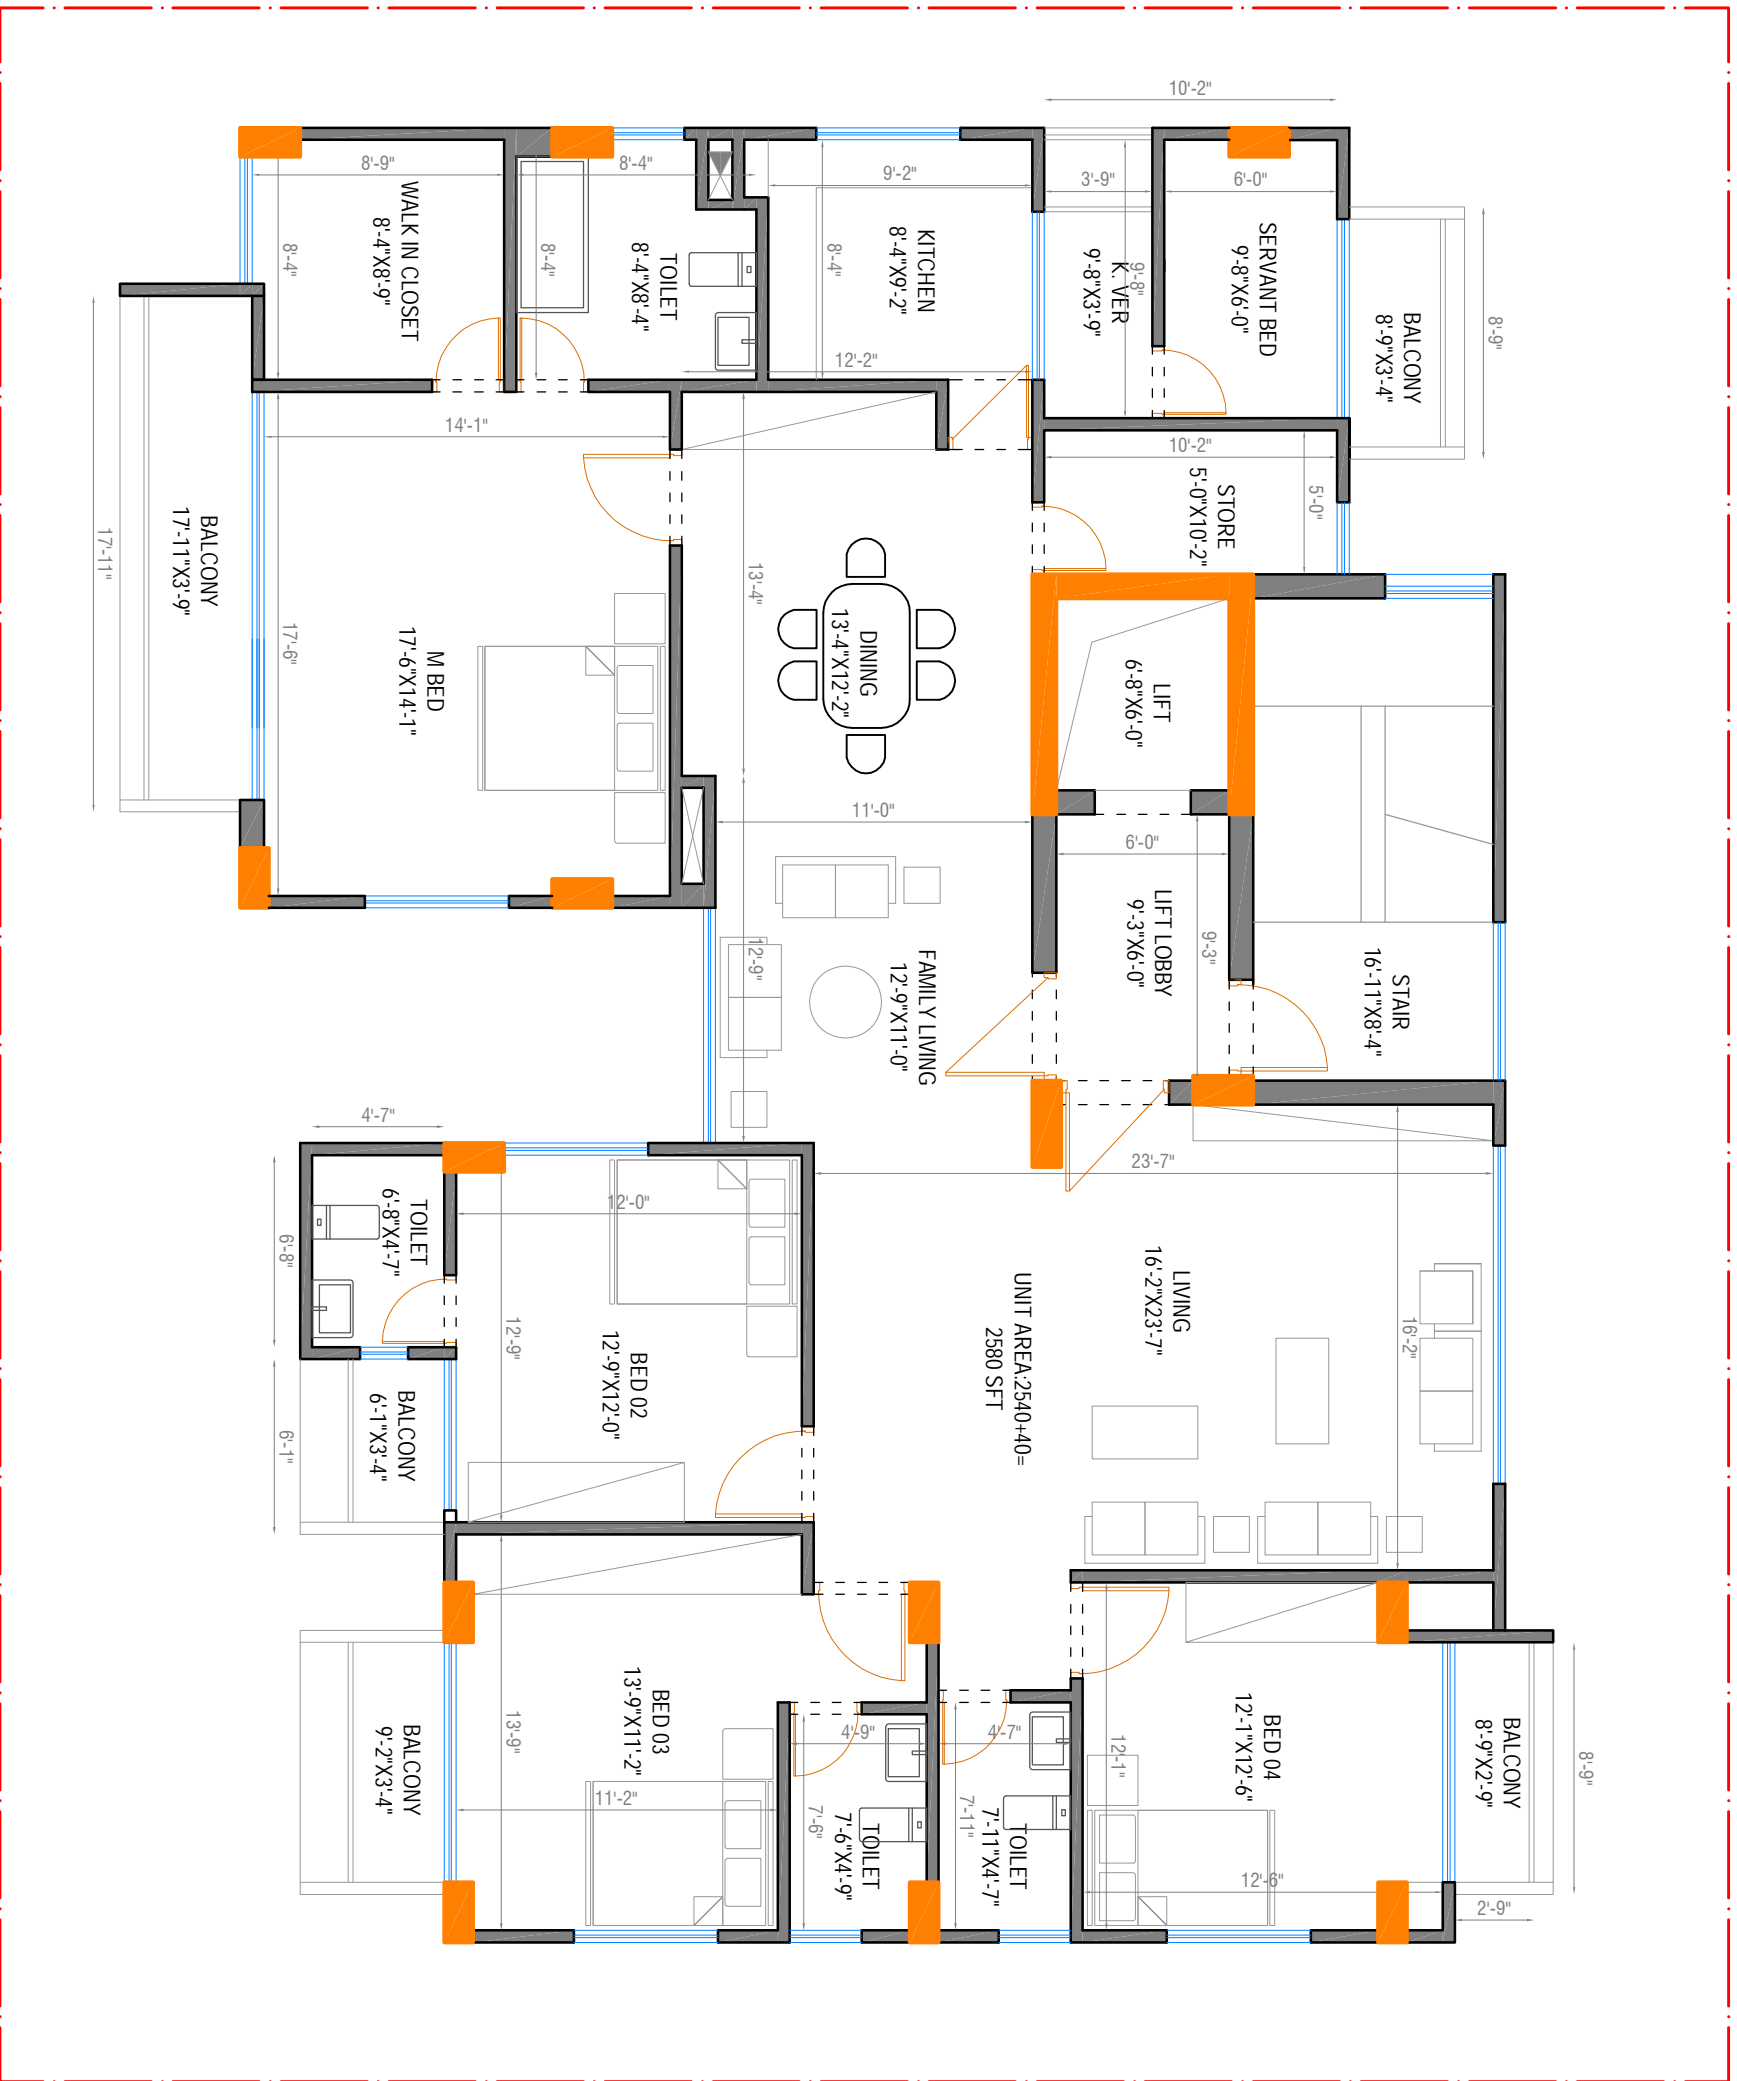 10'-2"
8'-9"
WALK IN CLOSET
8'-4"X8'-9"
8'-4"
8'-4"
TOILET
8'-4"X8'-4"
8'-4"
9'-2"
KITCHEN
8'-4"X9'-2"
8'-4"
12'-2"
3'-9"
K. VER
9'-8"X3'-9"
9'-8"
6'-0"
SERVANT BED
9'-8"X6'-0"
BALCONY
8'-9"X3'-4"
8'-9"
10'-2"
STORE
5'-0"X10'-2"
5'-0"
14'-1"
BALCONY
17'-11"X3'-9"
17'-11"
17'-6"
M BED
17'-6"X14'-1"
13'-4"
DINING
13'-4"X12'-2"
LIFT
6'-8"X6'-0"
11'-0"
6'-0"
LIFT LOBBY
9'-3"X6'-0"
9'-3"
STAIR
16'-11"X8'-4"
FAMILY LIVING
12'-9"X11'-0"
12'-9"
4'-7"
TOILET
6'-8"X4'-7"
6'-8"
12'-0"
BED 02
12'-9"X12'-0"
12'-9"
BALCONY
6'-1"X3'-4"
6'-1"
23'-7"
LIVING
16'-2"X23'-7"
16'-2"
UNIT AREA:2540+40=
2580 SFT
BED 03
13'-9"X11'-2"
13'-9"
11'-2"
BALCONY
9'-2"X3'-4"
4'-9"
TOILET
7'-6"X4'-9"
7'-6"
4'-7"
TOILET
7'-11"X4'-7"
7'-11"
BED 04
12'-1"X12'-6"
12'-1"
12'-6"
BALCONY
8'-9"X2'-9"
8'-9"
2'-9"